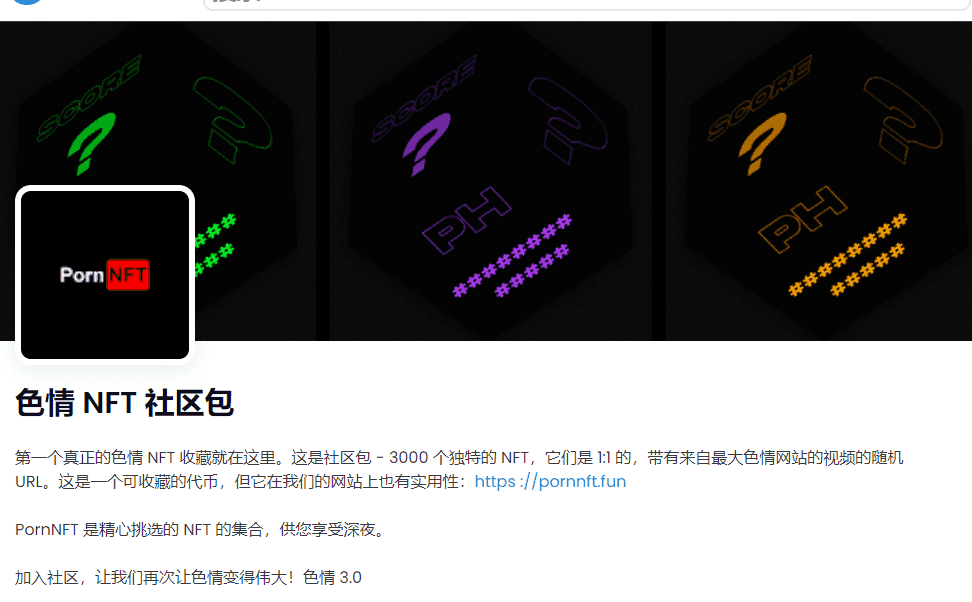 SCORE
?
PH
#########
#####
SCORE
?
PH
#########
######
SCORE
?
PH
#########
######
Porn NFT
色情 NFT 社区包
第一个真正的色情 NFT 收藏就在这里。这是社区包 - 3000 个独特的 NFT，它们是 1:1 的，带有来自最大色情网站的视频的随机
URL。这是一个可收藏的代币，但它在我们的网站上也有实用性：https ://pornnft.fun
PornNFT 是精心挑选的 NFT 的集合，供您享受深夜。
加入社区，让我们再次让色情变得伟大！色情 3.0